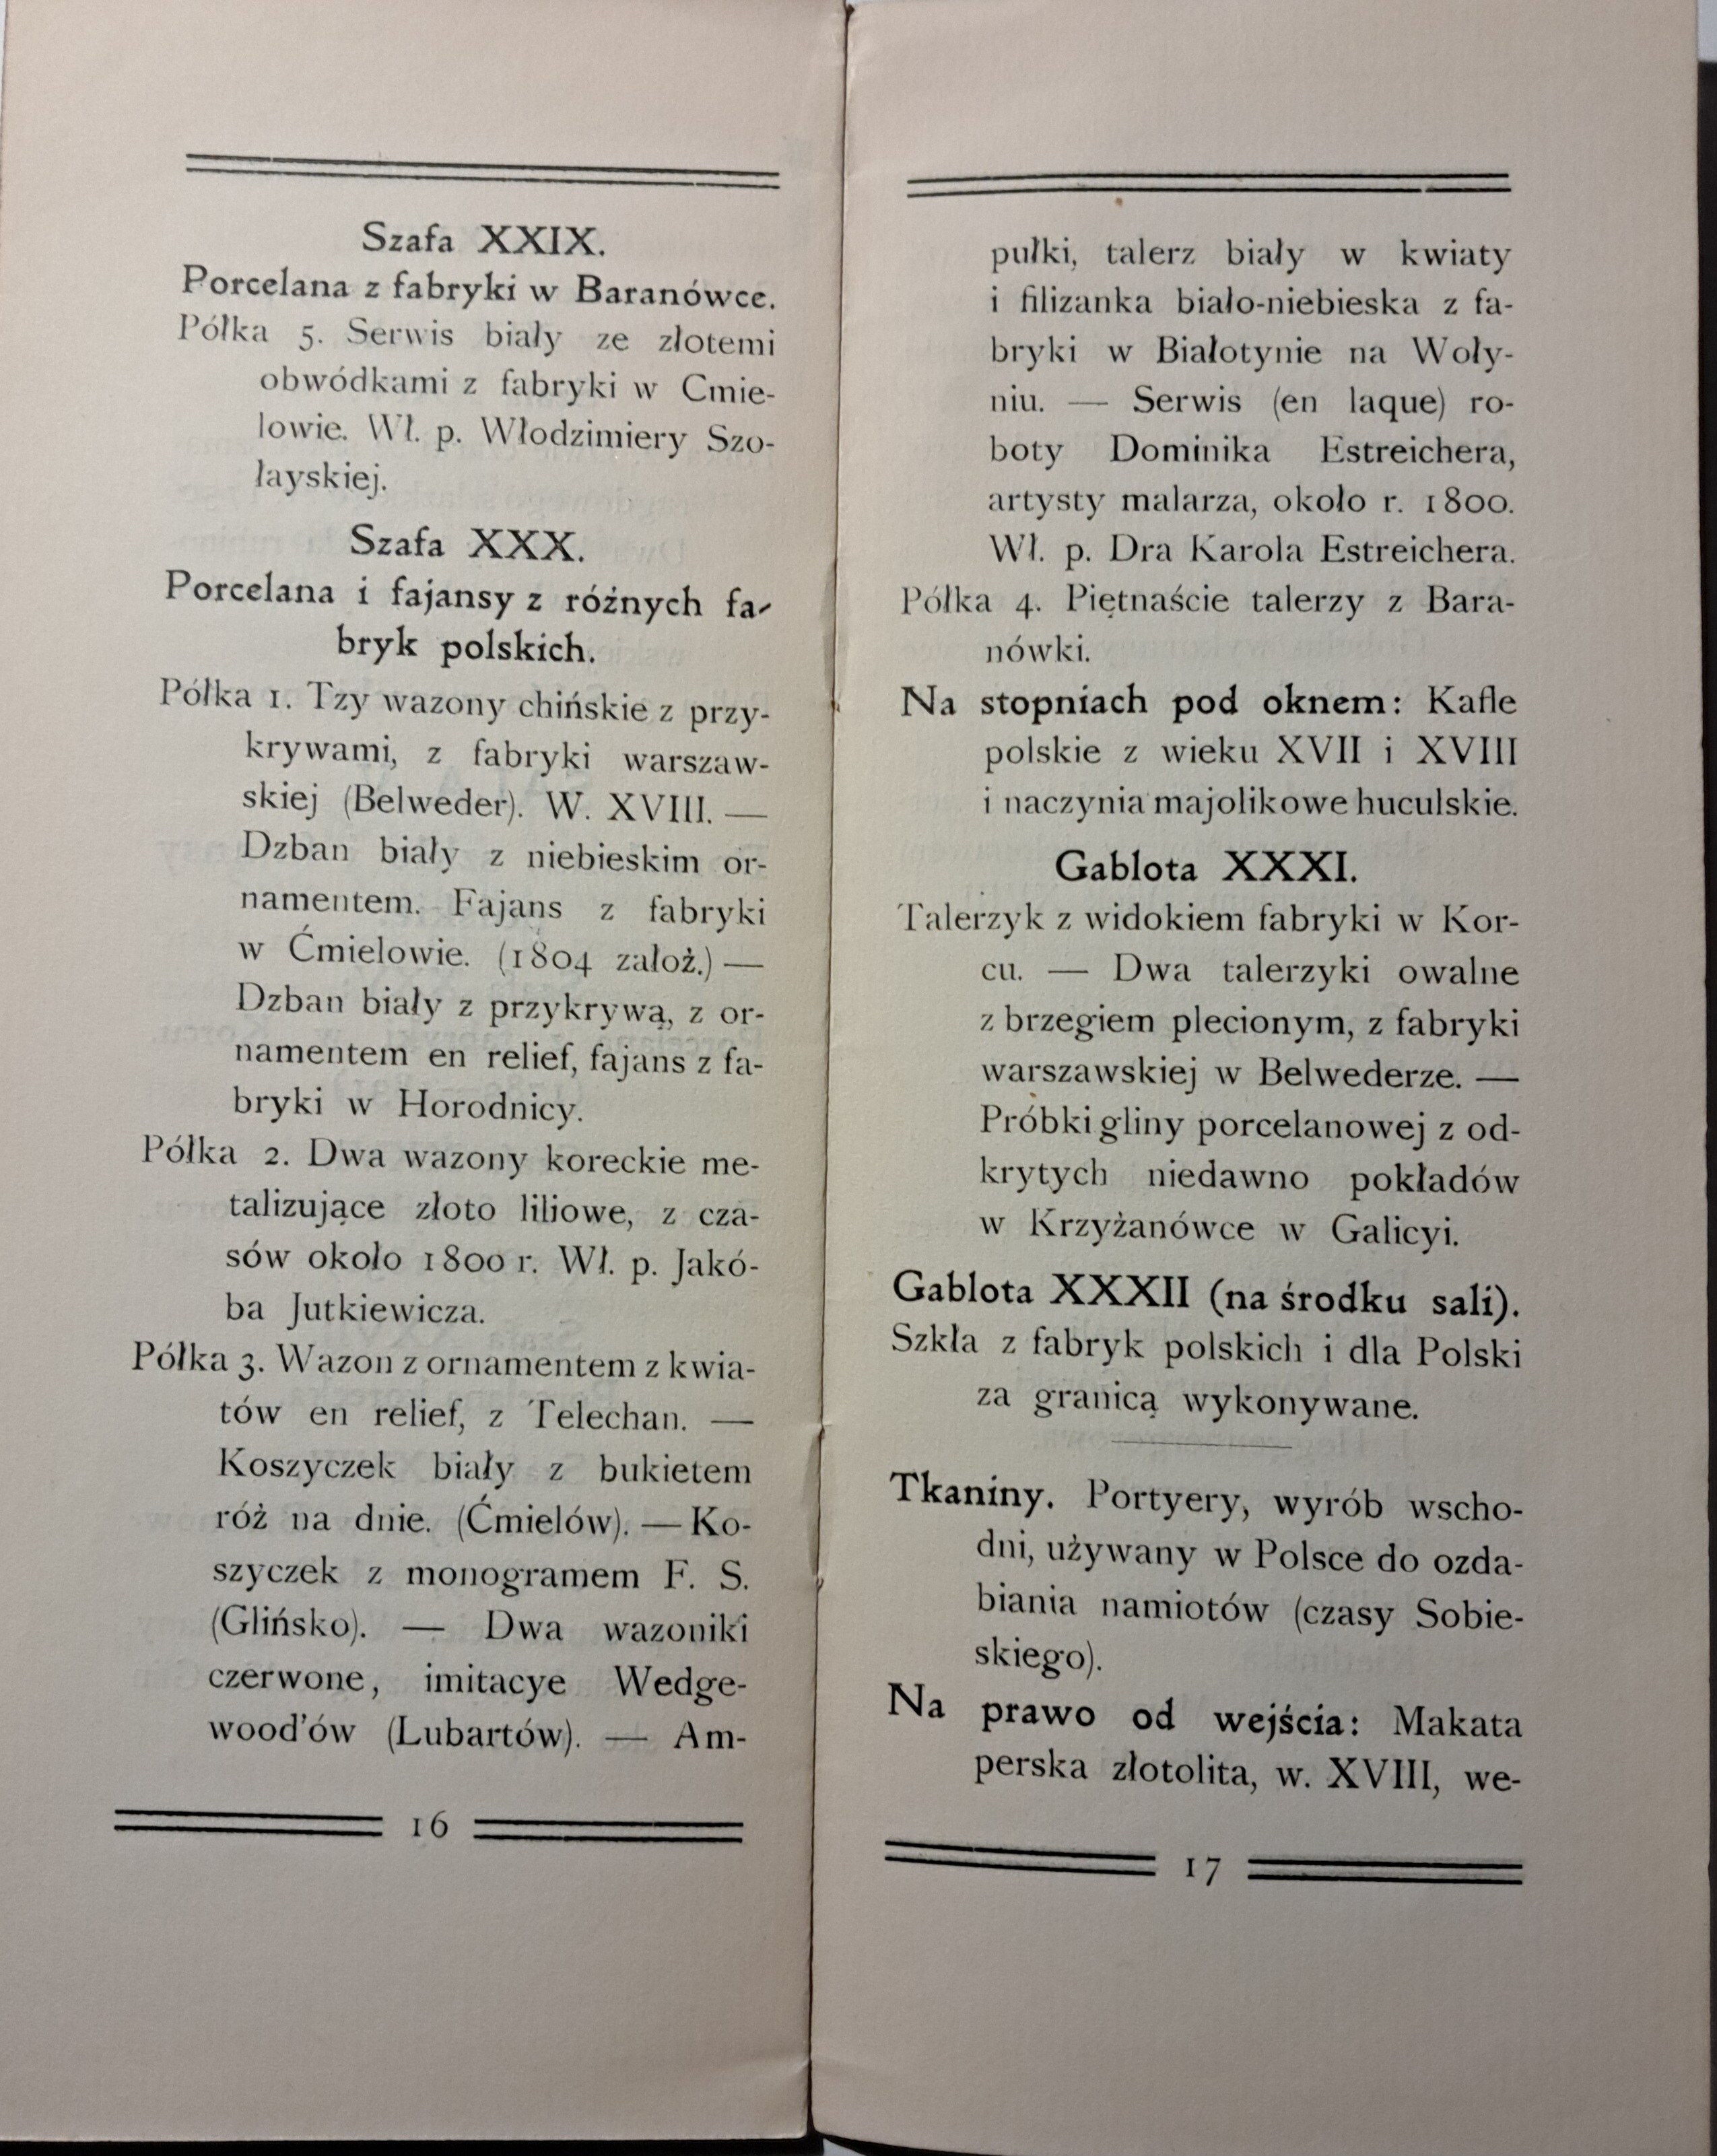 Szafa XXIX.
Porcelana z fabryki w Baranówce.
Półka 5. Serwis biały ze złotemi
obwódkami z fabryki w Cmie-
lowie. Wł. p. Włodzimiery Szo-
łayskiej.
Szafa XXX.
Porcelana i fajansy z różnych fa-
bryk polskich.
Półka 1. Tzy wazony chińskie z przy-
krywami, z fabryki warszaw-
skiej (Belweder). W. XVIII. —
Dzban biały z niebieskim or-
namentem. Fajans z fabryki
w Ćmielowie. (1804 założ.) —
Dzban biały z przykrywą, z or-
namentem en relief, fajans z fa-
bryki w Horodnicy.
Półka 2. Dwa wazony koreckie me-
talizujące złoto liliowe, z cza-
sów około 1800 r. Wł. p. Jakó-
ba Jutkiewicza.
Półka 3. Wazon z ornamentem z kwia-
tów en relief, z Telechan. —
Koszyczek biały z bukietem
róż na dnie. (Ćmielów). — Ko-
szyczek z monogramem F. S.
(Glińsko). — Dwa wazoniki
czerwone, imitacye Wedge-
wood'ów (Lubartów). — Am-
16
pułki, talerz biały w kwiaty
i filizanka biało-niebieska z fa-
bryki w Białotynie na Woły-
niu. — Serwis (en laque) ro-
boty Dominika Estreichera,
artysty malarza, około r. 1800.
Wł. p. Dra Karola Estreichera.
Półka 4. Piętnaście talerzy z Bara-
nówki.
Na stopniach pod oknem: Kafle
polskie z wieku XVII i XVIII
i naczynia majolikowe huculskie.
Gablota XXXI.
Talerzyk z widokiem fabryki w Kor-
cu. — Dwa talerzyki owalne
z brzegiem plecionym, z fabryki
warszawskiej w Belwederze. —
Próbki gliny porcelanowej z od-
krytych niedawno pokładów
w Krzyżanówce w Galicyi.
Gablota XXXII (na środku sali).
Szkła z fabryk polskich i dla Polski
za granicą wykonywane.
Tkaniny. Portyery, wyrób wscho-
dni, używany w Polsce do ozda-
biania namiotów (czasy Sobie-
skiego).
Na prawo od wejścia: Makata
perska złotolita, w. XVIII, we-
17